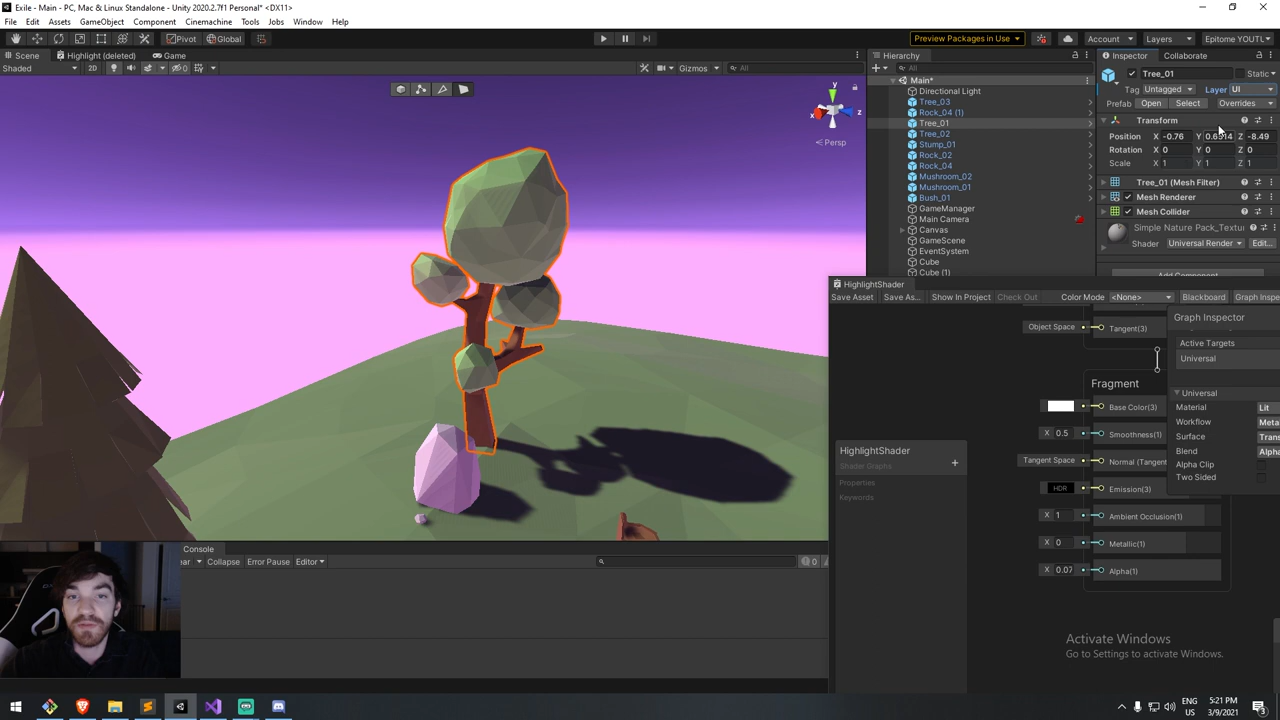 Exile - Main - PC, Mac & Linux Standalone - Unity 2020.2.7f1 Personal* <DX11>
File Edit Assets GameObject Component Cinemachine Tools Jobs Window Help
Pivot Global Preview Packages in Use Account Layers Epitome YOUTL
Scene Highlight (deleted) Game
Shaded 2D Gizmos All
y x z
Persp
Hierarchy
All
Main*
Directional Light
Tree_03
Rock_04 (1)
Tree_01
Tree_02
Stump_01
Rock_02
Rock_04
Mushroom_02
Mushroom_01
Bush_01
GameManager
Main Camera
Canvas
GameScene
EventSystem
Cube
Cube (1)
Inspector Collaborate
Tree_01 Static
Tag Untagged Layer UI
Prefab Open Select Overrides
Transform
Position X -0.76 Y Z -8.49
Rotation X 0 Y 0 Z 0
Scale X 1 Y 1 Z 1
Tree_01 (Mesh Filter)
Mesh Renderer
Mesh Collider
Simple Nature Pack_Textu
Shader Universal Render Edit...
Add Component
HighlightShader
Save Asset Save As... Show In Project Check Out Color Mode <None> Blackboard Graph Inspe
Object Space Tangent(3)
Graph Inspector
Active Targets
Universal
Fragment
Universal
Base Color(3)
Material Lit
Workflow Meta
X 0.5 Smoothness(1)
Surface Trans
Blend Alpha
Tangent Space Normal (Tangent
Alpha Clip
Two Sided
HDR Emission(3)
X 1 Ambient Occlusion(1)
X 0 Metallic(1)
X 0.07 Alpha(1)
HighlightShader
Shader Graphs
Properties
Keywords
Console
ear Collapse Error Pause Editor 0
Activate Windows
Go to Settings to activate Windows.
ENG
US
5:21 PM
3/9/2021
3